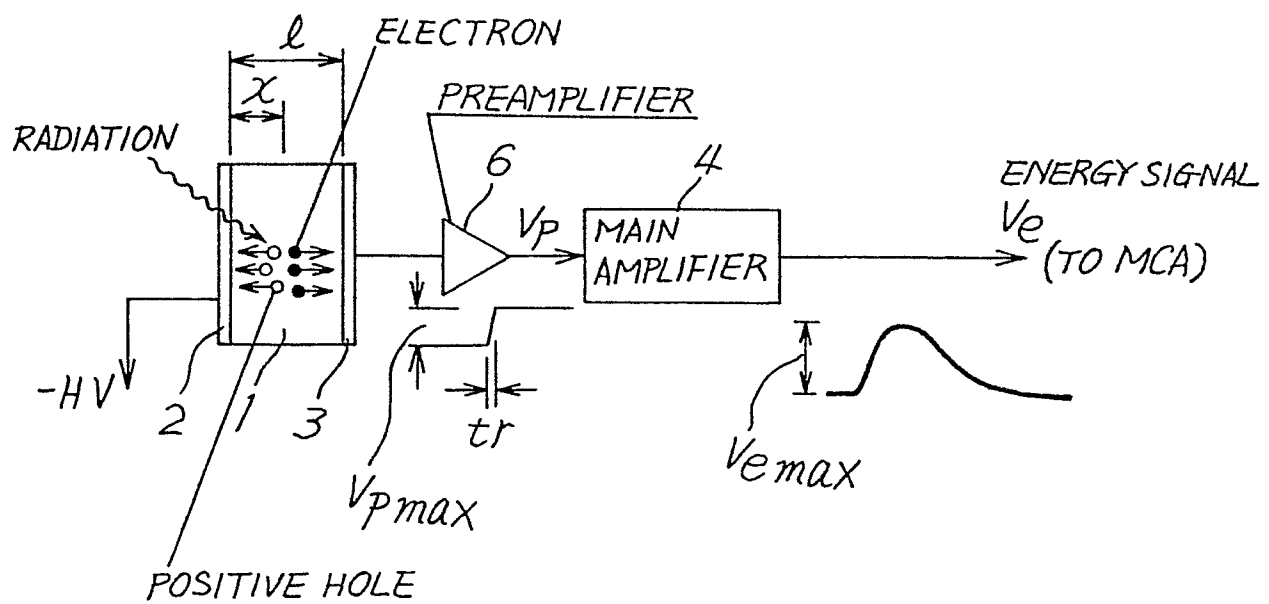 ℓ
ELECTRON
x
PREAMPLIFIER
RADIATION
6
4
ENERGY SIGNAL
Vp
MAIN
AMPLIFIER
Ve
(TO MCA)
-HV
2
1
3
tr
Vpmax
Vemax
POSITIVE HOLE